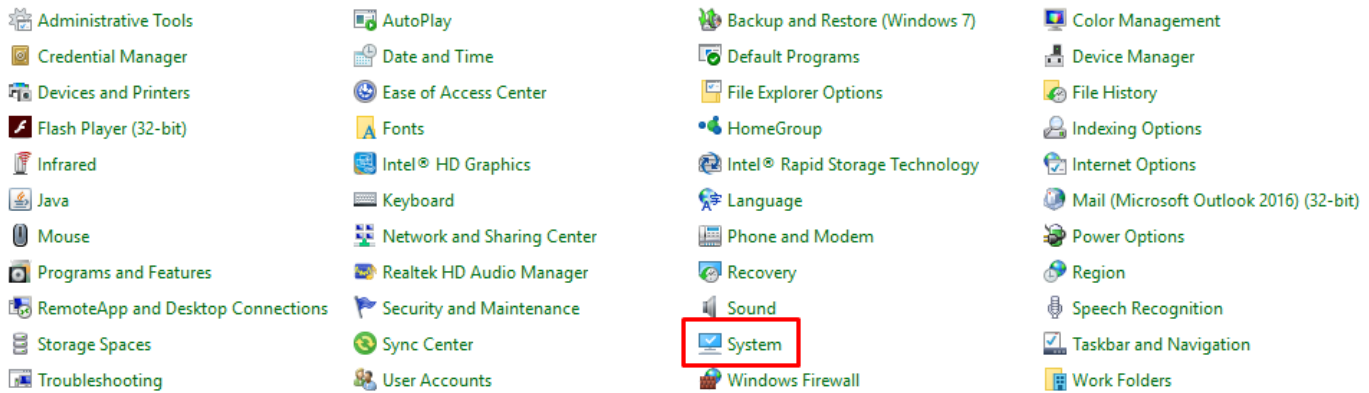 Administrative Tools AutoPlay Backup and Restore (Windows 7) Color Management
Credential Manager Date and Time Default Programs Device Manager
Devices and Printers Ease of Access Center File Explorer Options File History
Flash Player (32-bit) Fonts HomeGroup Indexing Options
Infrared Intel® HD Graphics Intel® Rapid Storage Technology Internet Options
Java Keyboard Language Mail (Microsoft Outlook 2016) (32-bit)
Mouse Network and Sharing Center Phone and Modem Power Options
Programs and Features Realtek HD Audio Manager Recovery Region
RemoteApp and Desktop Connections Security and Maintenance Sound Speech Recognition
Storage Spaces Sync Center System Taskbar and Navigation
Troubleshooting User Accounts Windows Firewall Work Folders